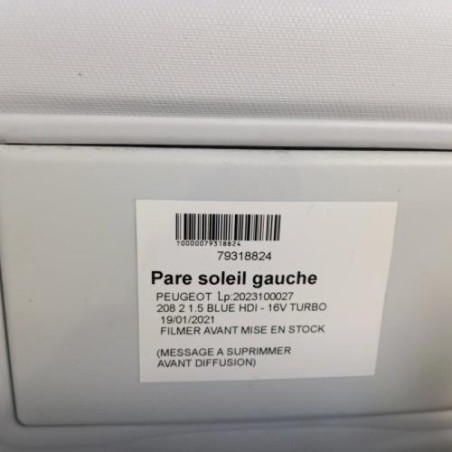 10000079318824
79318824
Pare soleil gauche
PEUGEOT Lp:2023100027
208 2 1.5 BLUE HDI - 16V TURBO
19/01/2021
FILMER AVANT MISE EN STOCK
(MESSAGE A SUPRIMMER
AVANT DIFFUSION)